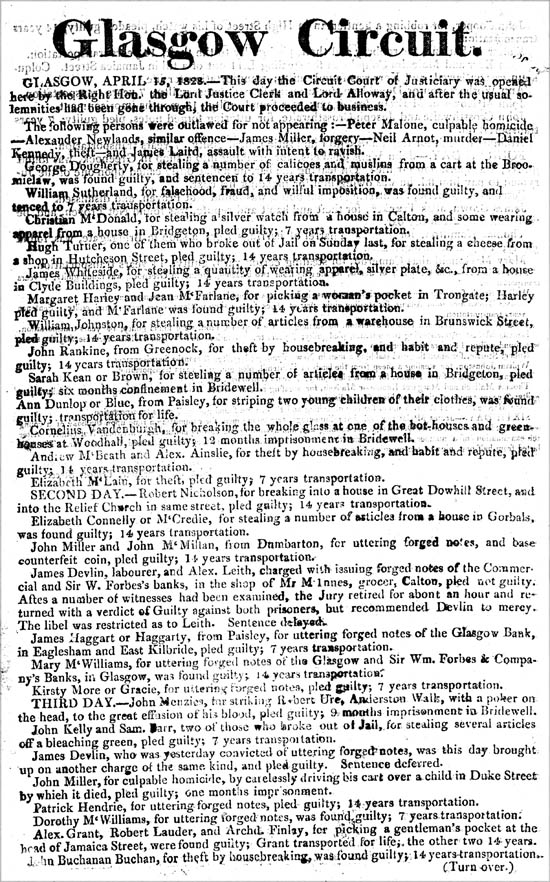 Glasgow Circuit.
GLASGOW, APRIL 15, 1828.—This day the Circuit Court of Justiciary was opened
here by the Right Hon. the Lord Justice Clerk and Lord Alloway, and after the usual so-
lemnities had been gone through, the Court proceeded to business.
The following persons were outlawed for not appearing:—Peter Malone, culpable homicide
—Alexander Newlands, similar offence—James Miller, forgery—Neil Arnot, murder—Daniel
Kennedy, theft—and James Laird, assault with intent to ravish.
George Dougherty, for stealing a number of calicoes and muslins from a cart at the Broo-
mielaw, was found guilty, and sentenced to 14 years transportation.
William Sutherland, for falsehood, fraud, and wilful imposition, was found guilty, and
tenced to 7 years transportation.
Christian M'Donald, for stealing a silver watch from a house in Calton, and some wearing
apparel from a house in Bridgeton, pled guilty; 7 years transportation.
Hugh Turner, one of them who broke out of Jail on Sunday last, for stealing a cheese from
a shop in Hutcheson Street, pled guilty; 14 years transportation.
James Whiteside, for stealing a quantity of wearing apparel, silver plate, &c., from a house
in Clyde Buildings, pled guilty; 14 years transportation.
Margaret Harley and Jean M'Farlane, for picking a woman's pocket in Trongate; Harley
pled guilty, and M'Farlane was found guilty; 14 years transportation.
William Johnston, for stealing a number of articles from a warehouse in Brunswick Street,
pled guilty; 14 years transportation.
John Rankine, from Greenock, for theft by housebreaking, and habit and repute, pled
guilty; 14 years transportation.
Sarah Kean or Brown, for stealing a number of articles from a house in Bridgeton, pled
guilty; six months confinement in Bridewell.
Ann Dunlop or Blue, from Paisley, for striping two young children of their clothes, was found
guilty; transportation for life.
Cornelius Vandenburgh, for breaking the whole glass at one of the hot-houses and green-
houses at Woodhall, pled guilty; 12 months imprisonment in Bridewell.
Andrew M'Beath and Alex. Ainslie, for theft by housebreaking, and habit and repute, pled
guilty; 14 years transportation.
Elizabeth M'Lain, for theft, pled guilty; 7 years transportation.
SECOND DAY.—Robert Nicholson, for breaking into a house in Great Dowhill Street, and
into the Relief Church in same street, pled guilty; 14 years transportation.
Elizabeth Connelly or M'Credie, for stealing a number of articles from a house in Gorbals,
was found guilty; 14 years transportation.
John Miller and John M'Millan, from Dumbarton, for uttering forged notes, and base
counterfeit coin, pled guilty; 14 years transportation.
James Devlin, labourer, and Alex. Leith, charged with issuing forged notes of the Commer-
cial and Sir W. Forbes's banks, in the shop of Mr M'Innes, grocer, Calton, pled not guilty.
Aftes a number of witnesses had been examined, the Jury retired for about an hour and re-
turned with a verdict of Guilty against both prisoners, but recommended Devlin to mercy.
The libel was restricted as to Leith. Sentence delayed.
James Haggart or Haggarty, from Paisley, for uttering forged notes of the Glasgow Bank,
in Eaglesham and East Kilbride, pled guilty; 7 years transportation.
Mary M'Williams, for uttering forged notes of the Glasgow and Sir Wm. Forbes & Compa-
ny's Banks, in Glasgow, was found guilty; 14 years transportation.
Kirsty More or Gracie, for uttering forged notes, pled guilty; 7 years transportation.
THIRD DAY.—John Menzies, for striking Robert Ure, Anderston Walk, with a poker on
the head, to the great effusion of his blood, pled guilty; 9 months imprisonment in Bridewell.
John Kelly and Sam. Parr, two of those who broke out of Jail, for stealing several articles
off a bleaching green, pled guilty; 7 years transportation.
James Devlin, who was yesterday convicted of uttering forged notes, was this day brought
up on another charge of the same kind, and pled guilty. Sentence deferred.
John Miller, for culpable homicide, by carelessly driving his cart over a child in Duke Street
by which it died, pled guilty; one months imprisonment.
Patrick Hendrie, for uttering forged notes, pled guilty; 14 years transportation.
Dorothy McWilliams, for uttering forged notes, was found guilty; 7 years transportation.
Alex. Grant, Robert Lauder, and Archd. Finlay, for picking a gentleman's pocket at the
head of Jamaica Street, were found guilty; Grant transported for life; the other two 14 years.
John Buchanan Buchan, for theft by housebreaking, was found guilty; 14 years transportation.
(Turn over.)